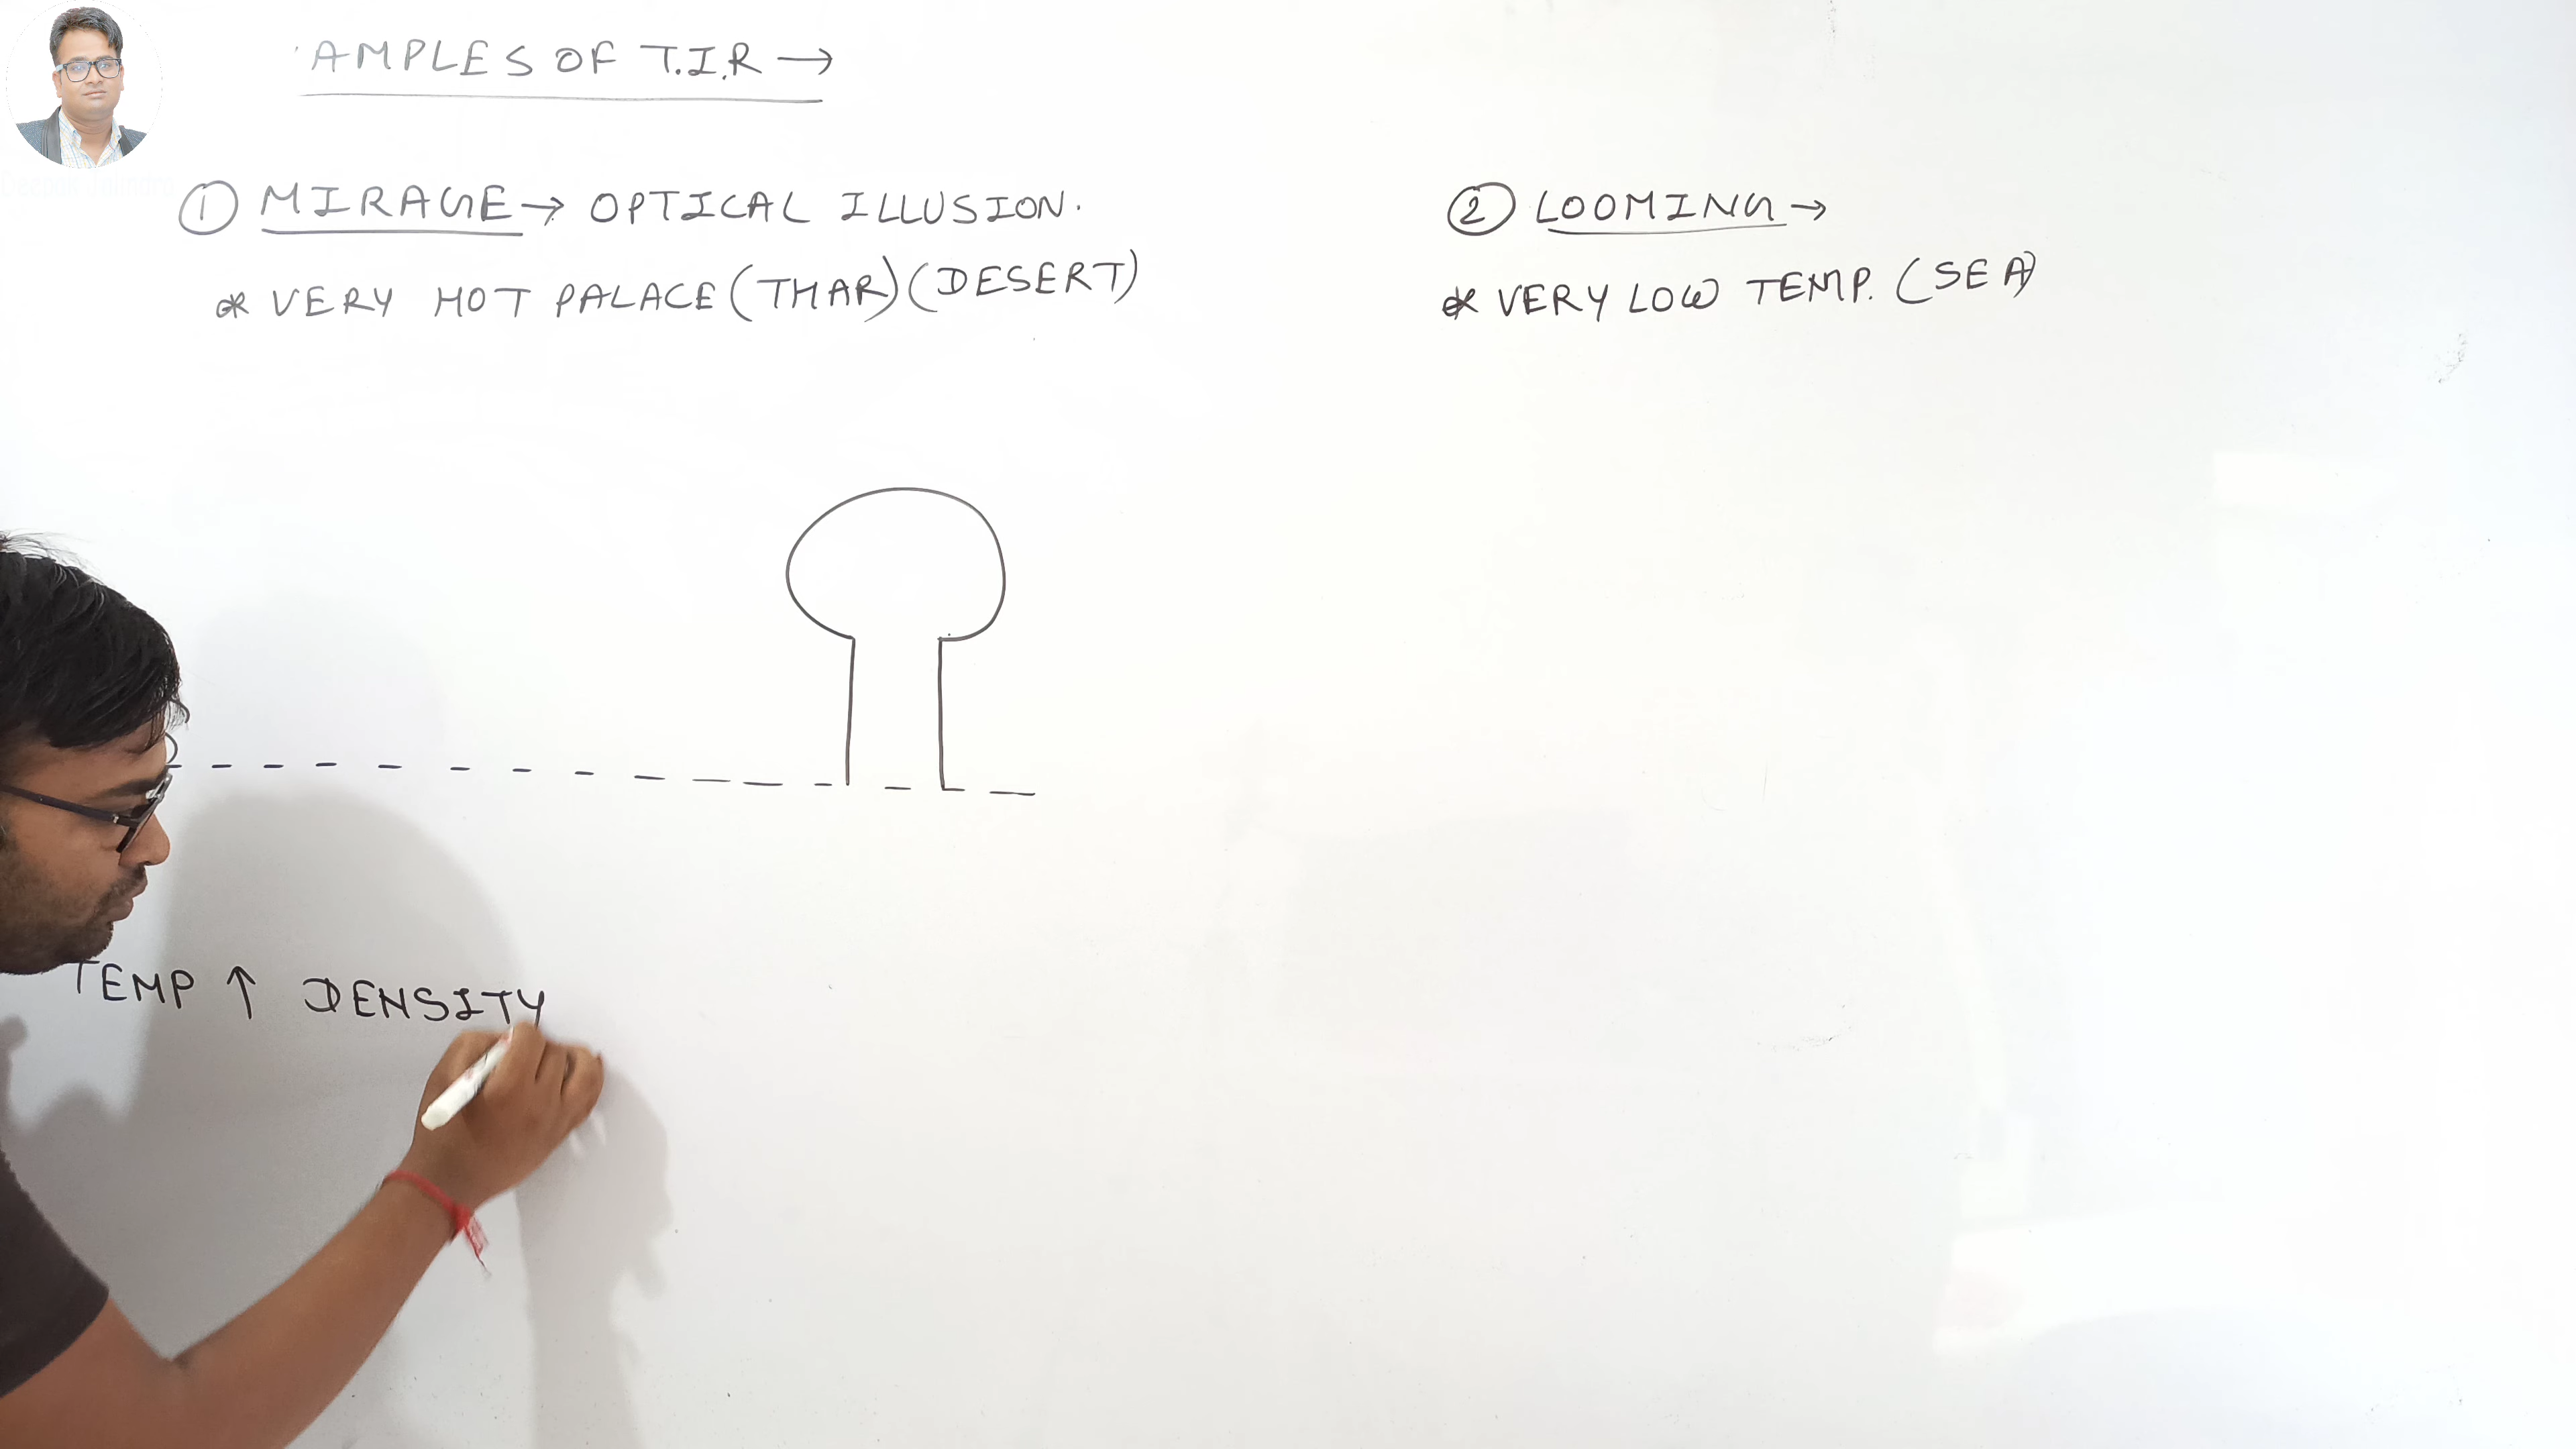 AMPLES OF T.I.R →
① MIRAGE → OPTICAL ILLUSION.
* VERY HOT PALACE (THAR) (DESERT)
② LOOMING →
* VERY LOW TEMP. (SEA)
TEMP ↑ DENSITY